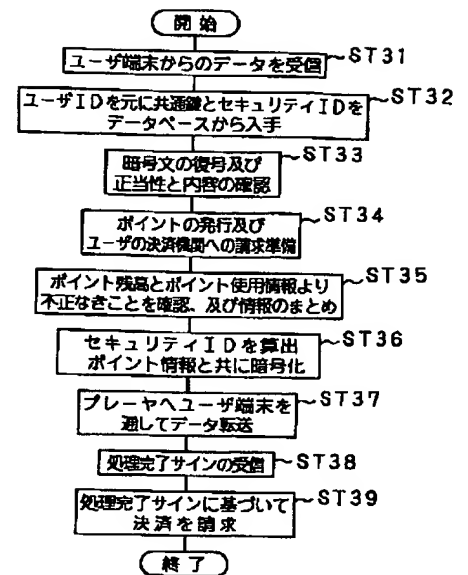 開始
ユーザ端末からのデータを受信
ST31
ユーザIDを元に共通鍵とセキュリティIDを
データベースから入手
ST32
暗号文の復号及び
正当性と内容の確認
ST33
ポイントの発行及び
ユーザの決済機関への請求準備
ST34
ポイント残高とポイント使用情報より
不正なきことを確認、及び情報のまとめ
ST35
セキュリティIDを算出
ポイント情報と共に暗号化
ST36
プレーヤへユーザ端末を
通してデータ転送
ST37
処理完了サインの受信
ST38
処理完了サインに基づいて
決済を請求
ST39
終了